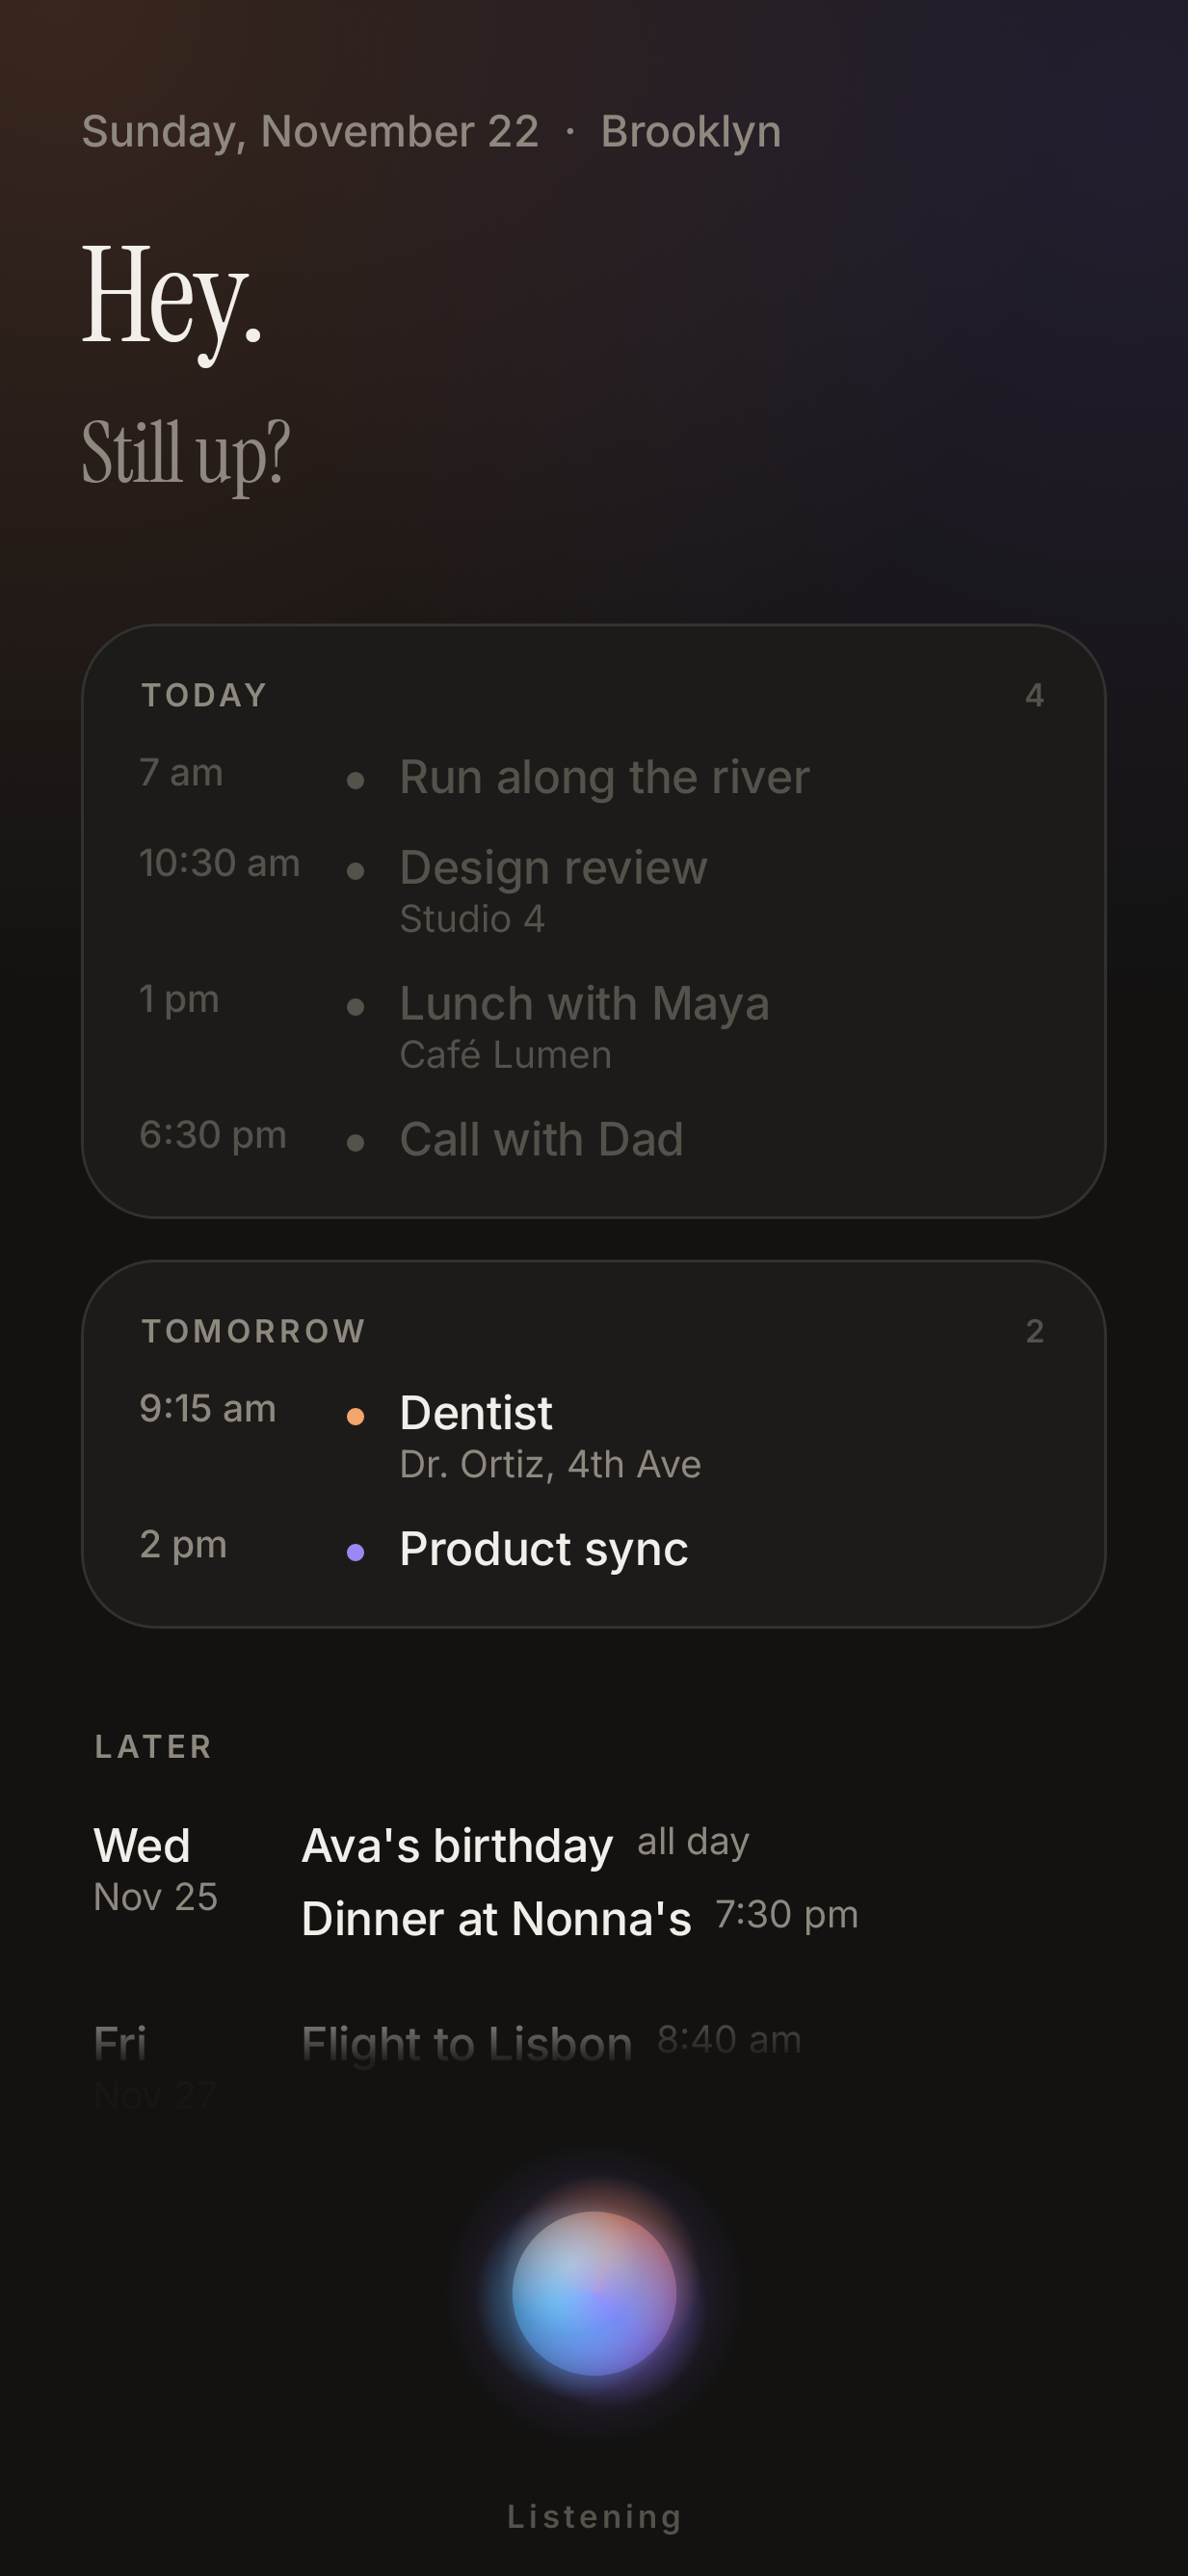 Sunday, November 22 · Brooklyn
Hey.
Still up?
TODAY 4
7 am Run along the river
10:30 am Design review
Studio 4
1 pm Lunch with Maya
Café Lumen
6:30 pm Call with Dad
TOMORROW 2
9:15 am Dentist
Dr. Ortiz, 4th Ave
2 pm Product sync
LATER
Wed Ava's birthday all day
Nov 25
Dinner at Nonna's 7:30 pm
Fri Flight to Lisbon 8:40 am
Nov 27
Listening